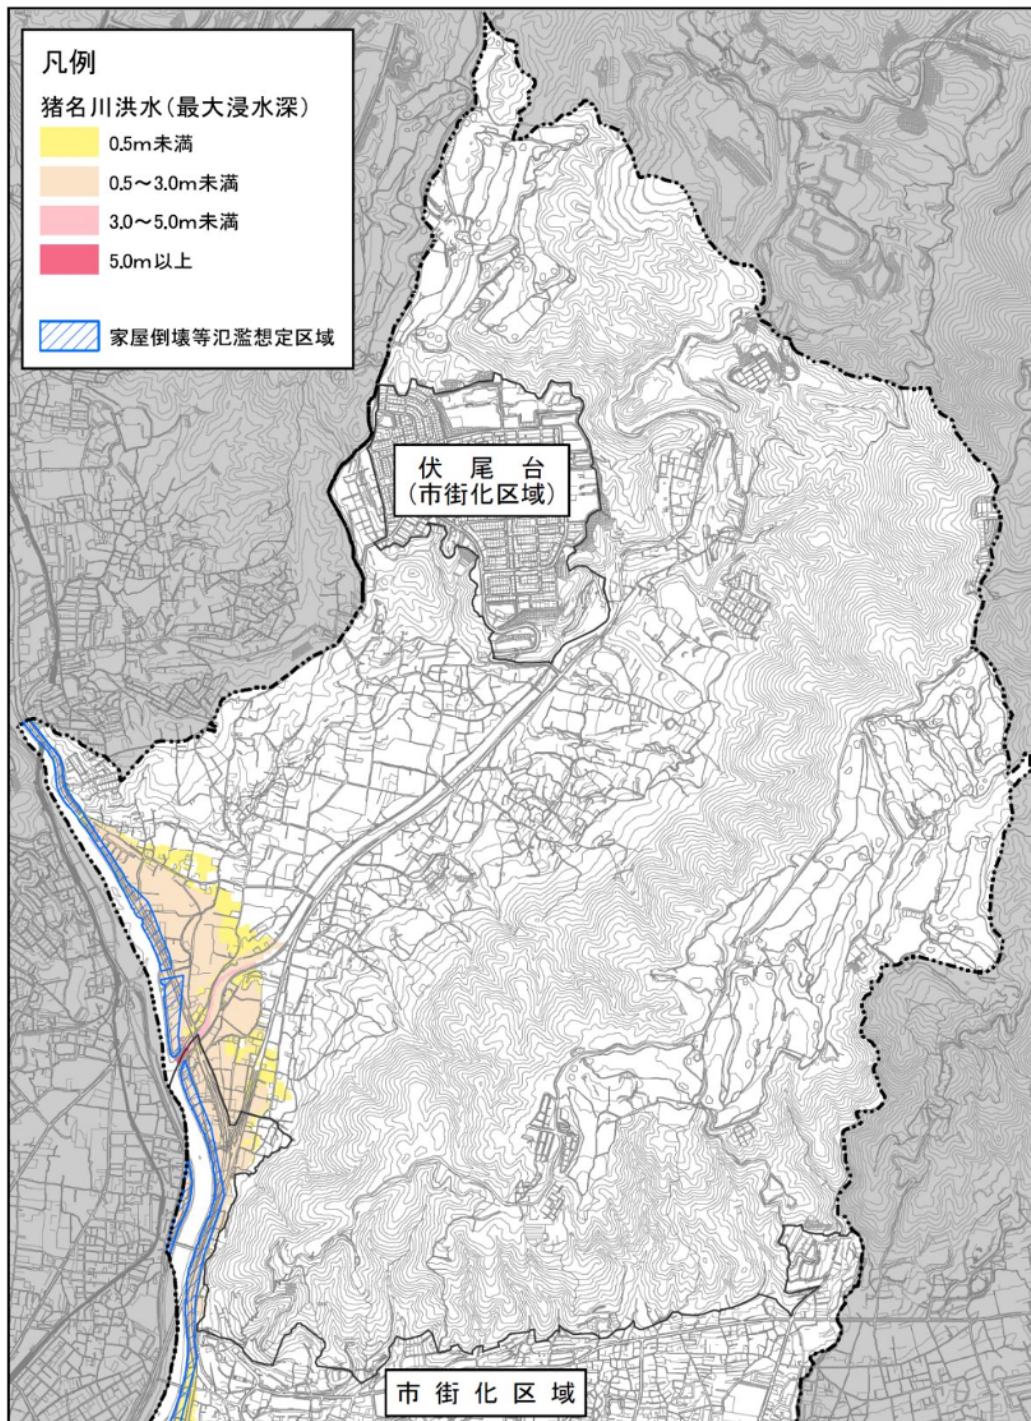 凡例
猪名川洪水(最大浸水深)
0.5m未満
0.5~3.0m未満
3.0~5.0m未満
5.0m以上
家屋倒壊等氾濫想定区域
伏尾台
(市街化区域)
市街化区域